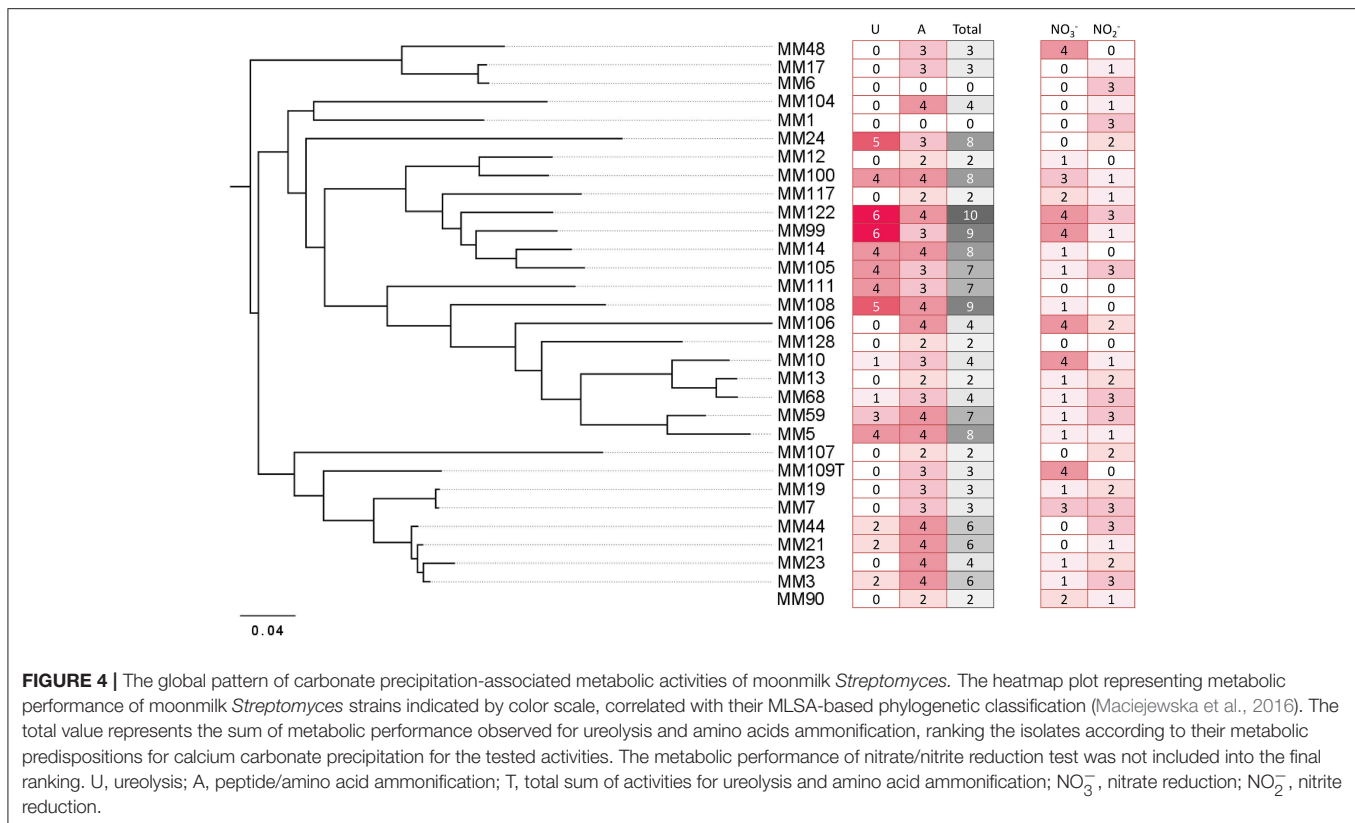 U A Total NO₃⁻ NO₂⁻
MM48 0 3 3 4 0
MM17 0 3 3 0 1
MM6 0 0 0 0 3
MM104 0 4 4 0 1
MM1 0 0 0 0 3
MM24 5 3 8 0 2
MM12 0 2 2 1 0
MM100 4 4 8 3 1
MM117 0 2 2 2 1
MM122 6 4 10 4 3
MM99 6 3 9 4 1
MM14 4 4 8 1 0
MM105 4 3 7 1 3
MM111 4 3 7 0 0
MM108 5 4 9 1 0
MM106 0 4 4 4 2
MM128 0 2 2 0 0
MM10 1 3 4 4 1
MM13 0 2 2 1 2
MM68 1 3 4 1 3
MM59 3 4 7 1 3
MM5 4 4 8 1 1
MM107 0 2 2 0 2
MM109T 0 3 3 4 0
MM19 0 3 3 1 2
MM7 0 3 3 3 3
MM44 2 4 6 0 3
MM21 2 4 6 0 1
MM23 0 4 4 1 2
MM3 2 4 6 1 3
MM90 0 2 2 2 1
0.04
FIGURE 4 | The global pattern of carbonate precipitation-associated metabolic activities of moonmilk Streptomyces. The heatmap plot representing metabolic
performance of moonmilk Streptomyces strains indicated by color scale, correlated with their MLSA-based phylogenetic classification (Maciejewska et al., 2016). The
total value represents the sum of metabolic performance observed for ureolysis and amino acids ammonification, ranking the isolates according to their metabolic
predispositions for calcium carbonate precipitation for the tested activities. The metabolic performance of nitrate/nitrite reduction test was not included into the final
ranking. U, ureolysis; A, peptide/amino acid ammonification; T, total sum of activities for ureolysis and amino acid ammonification; NO₃⁻, nitrate reduction; NO₂⁻, nitrite
reduction.